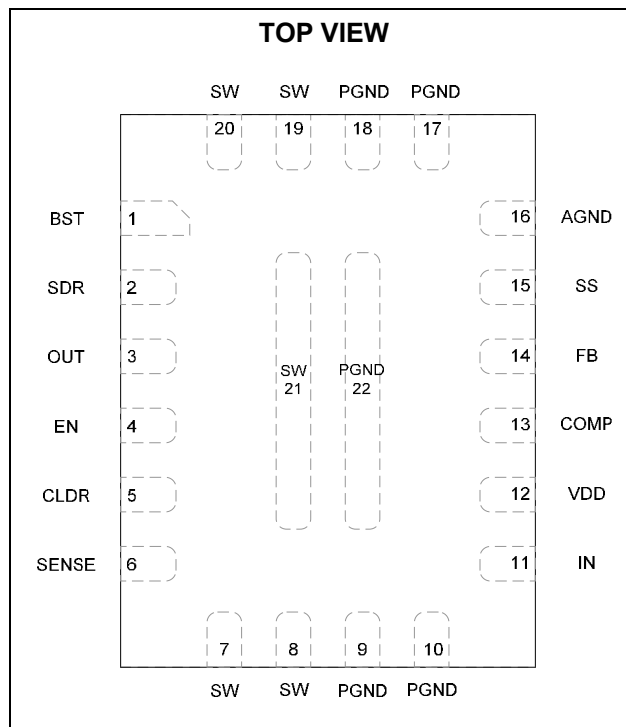 TOP VIEW
SW SW PGND PGND
20 19 18 17
BST 1 16 AGND
SDR 2 15 SS
OUT 3 14 FB
SW PGND
21 22
EN 4 13 COMP
CLDR 5 12 VDD
SENSE 6 11 IN
7 8 9 10
SW SW PGND PGND